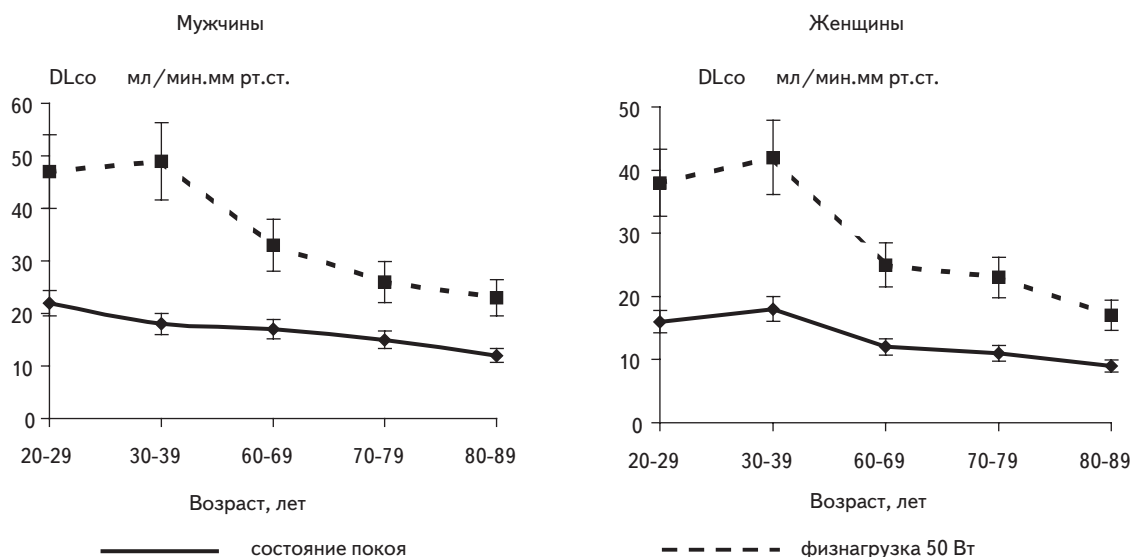 Мужчины
DLco мл/мин.мм рт.ст.
60
50
40
30
20
10
0
20-29 30-39 60-69 70-79 80-89
Возраст, лет
Женщины
DLco мл/мин.мм рт.ст.
50
40
30
20
10
0
20-29 30-39 60-69 70-79 80-89
Возраст, лет
состояние покоя
физнагрузка 50 Вт